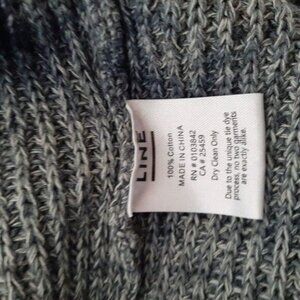 LINE
100% Cotton
MADE IN CHINA
RN # 0103842
CA # 25459
Dry Clean Only
Due to the unique tie dye
process, no two garments
are exactly alike.